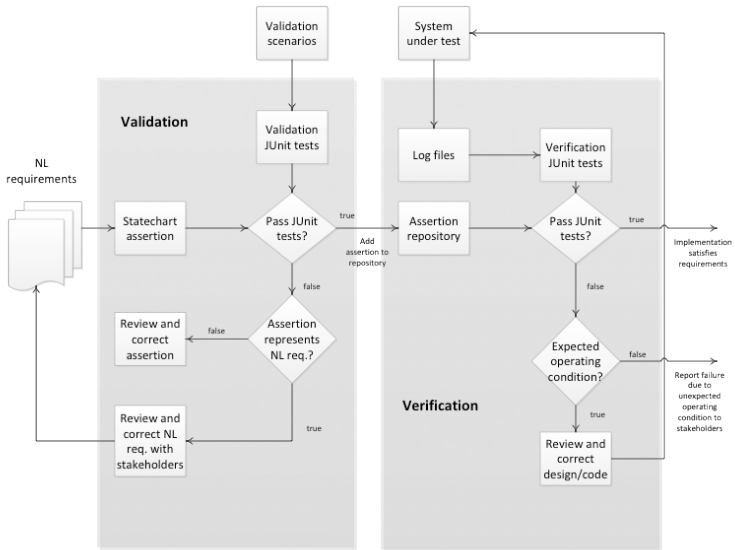 Validation
scenarios
System
under test
Validation
Validation
JUnit tests
Log files
Verification
JUnit tests
NL
requirements
Statechart
assertion
Pass JUnit
tests?
true
Add
assertion to
repository
Assertion
repository
Pass JUnit
tests?
true
Implementation
satisfies
requirements
false
false
Review and
correct
assertion
false
Assertion
represents
NL req.?
Expected
operating
condition?
false
Report failure
due to
unexpected
operating
condition to
stakeholders
Verification
true
true
Review and
correct NL
req. with
stakeholders
Review and
correct
design/code